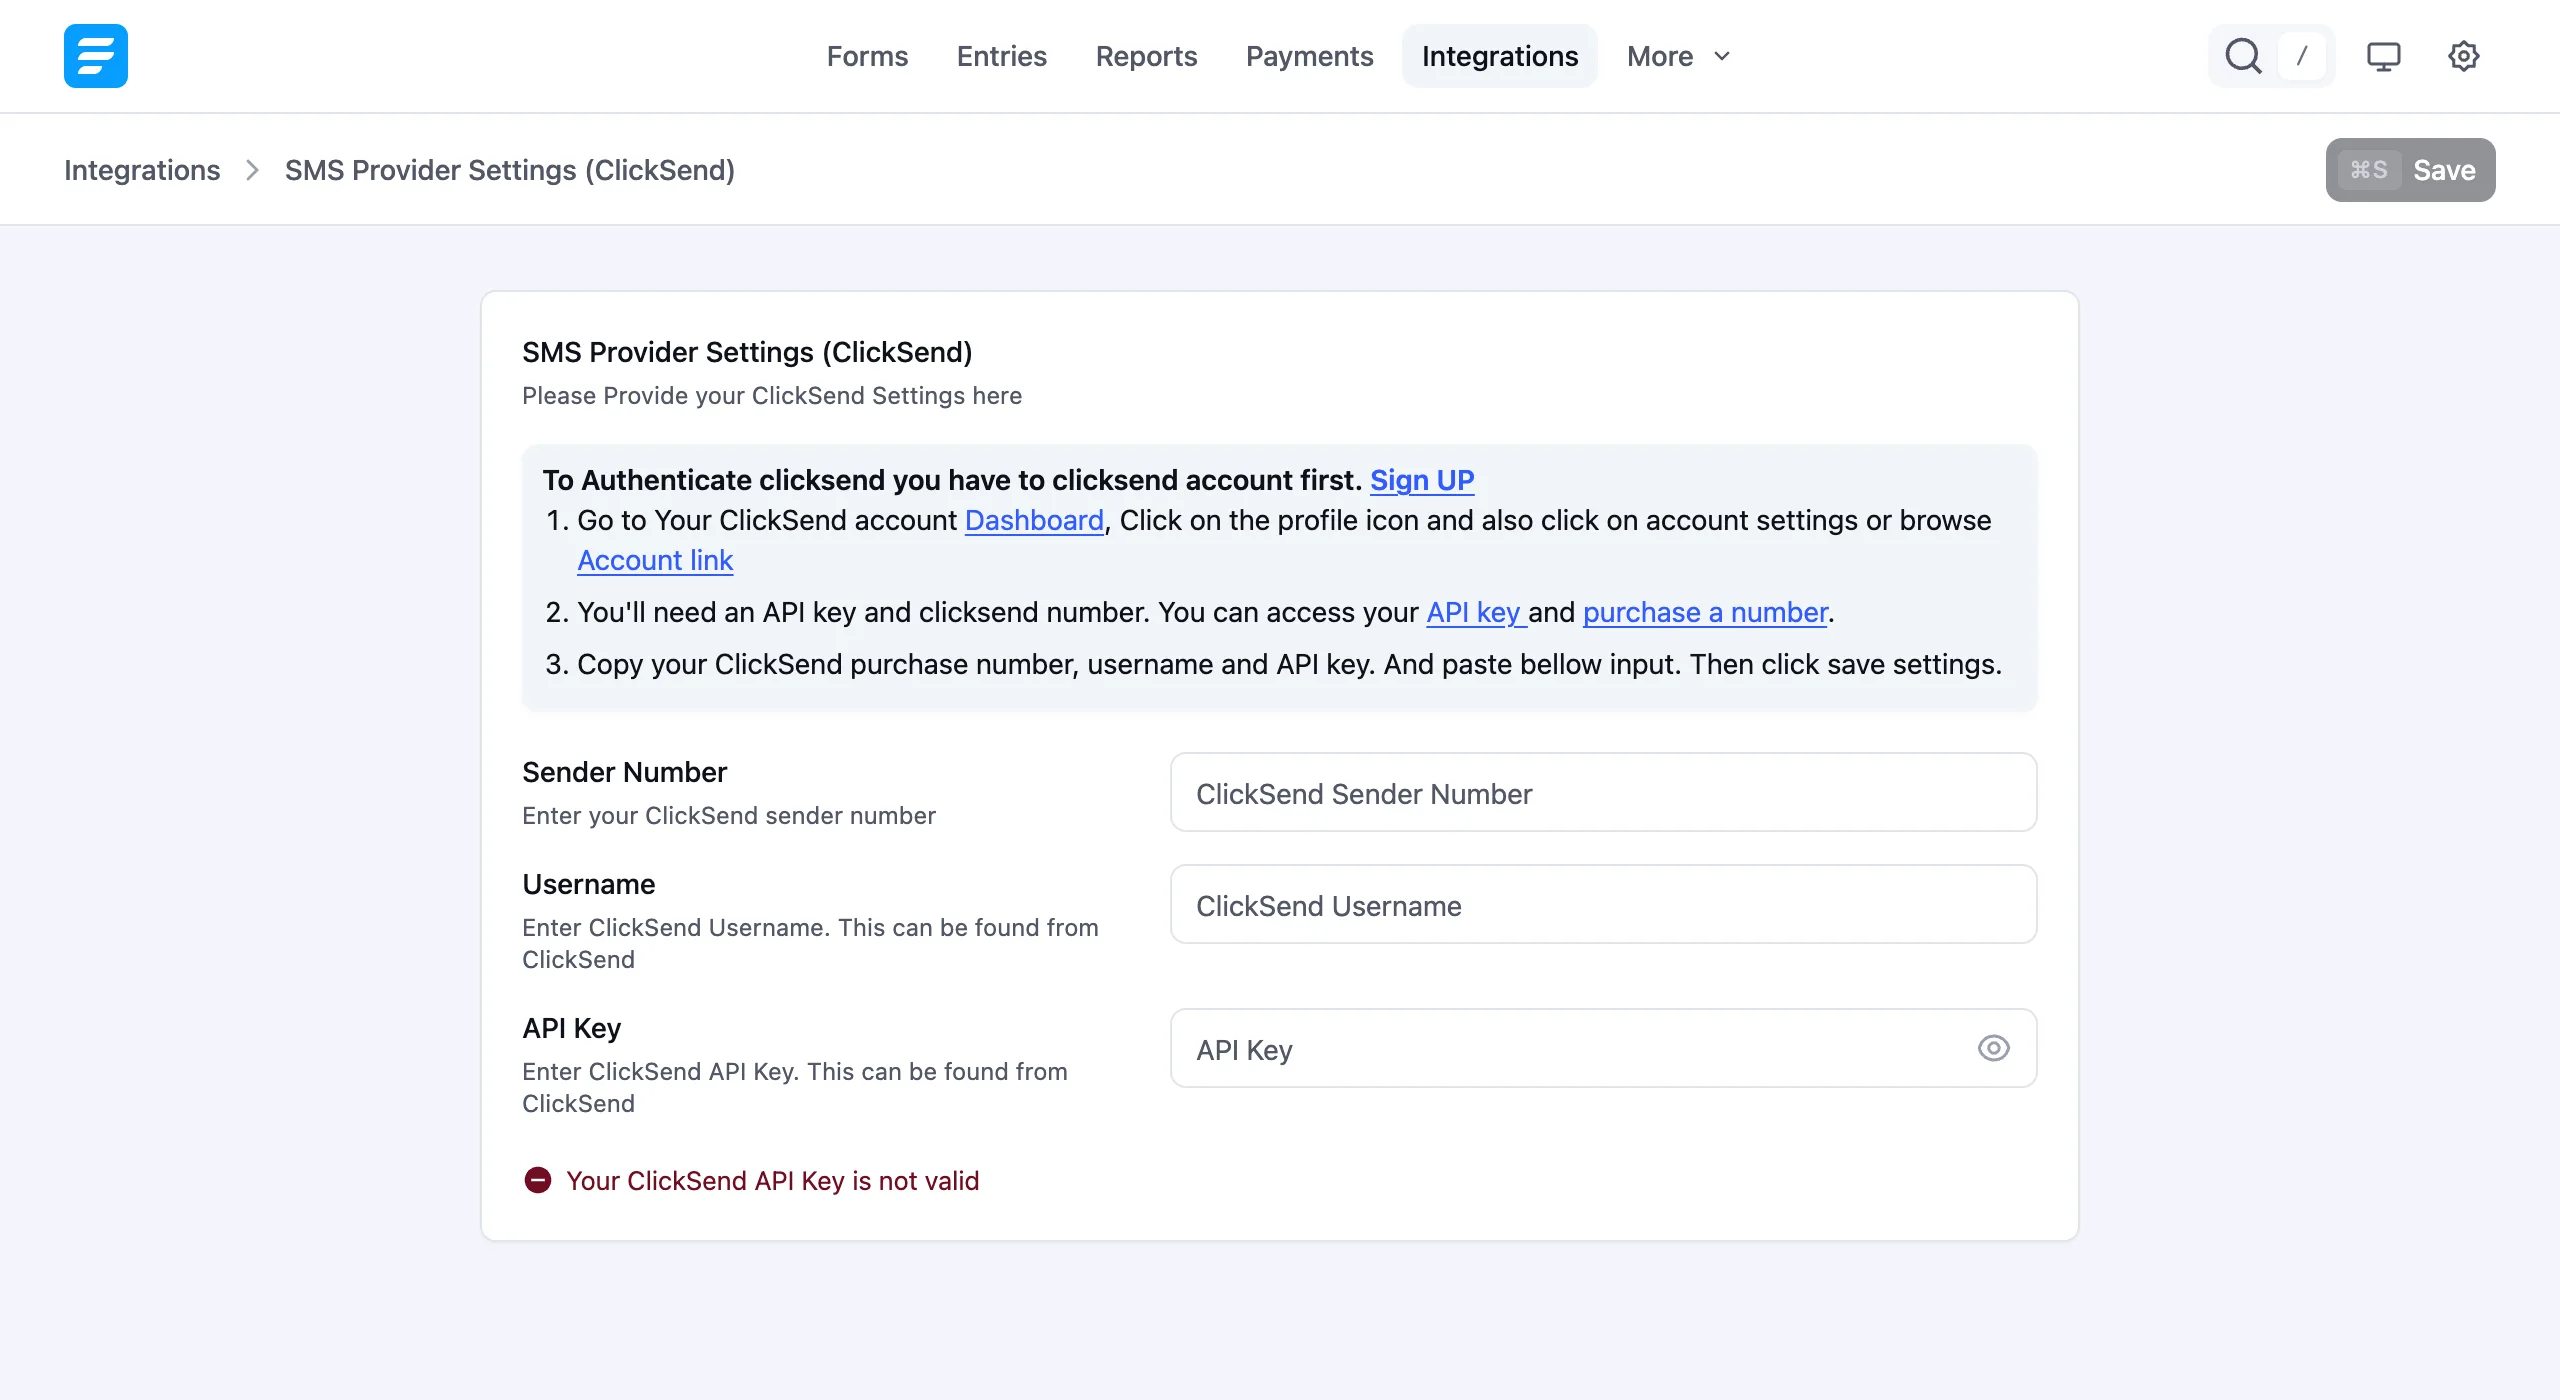 Forms Entries Reports Payments Integrations More /
Integrations > SMS Provider Settings (ClickSend) ⌘S Save
SMS Provider Settings (ClickSend)
Please Provide your ClickSend Settings here
To Authenticate clicksend you have to clicksend account first. Sign UP
1. Go to Your ClickSend account Dashboard, Click on the profile icon and also click on account settings or browse
Account link
2. You'll need an API key and clicksend number. You can access your API key and purchase a number.
3. Copy your ClickSend purchase number, username and API key. And paste bellow input. Then click save settings.
Sender Number
Enter your ClickSend sender number
ClickSend Sender Number
Username
Enter ClickSend Username. This can be found from
ClickSend
ClickSend Username
API Key
Enter ClickSend API Key. This can be found from
ClickSend
API Key
Your ClickSend API Key is not valid